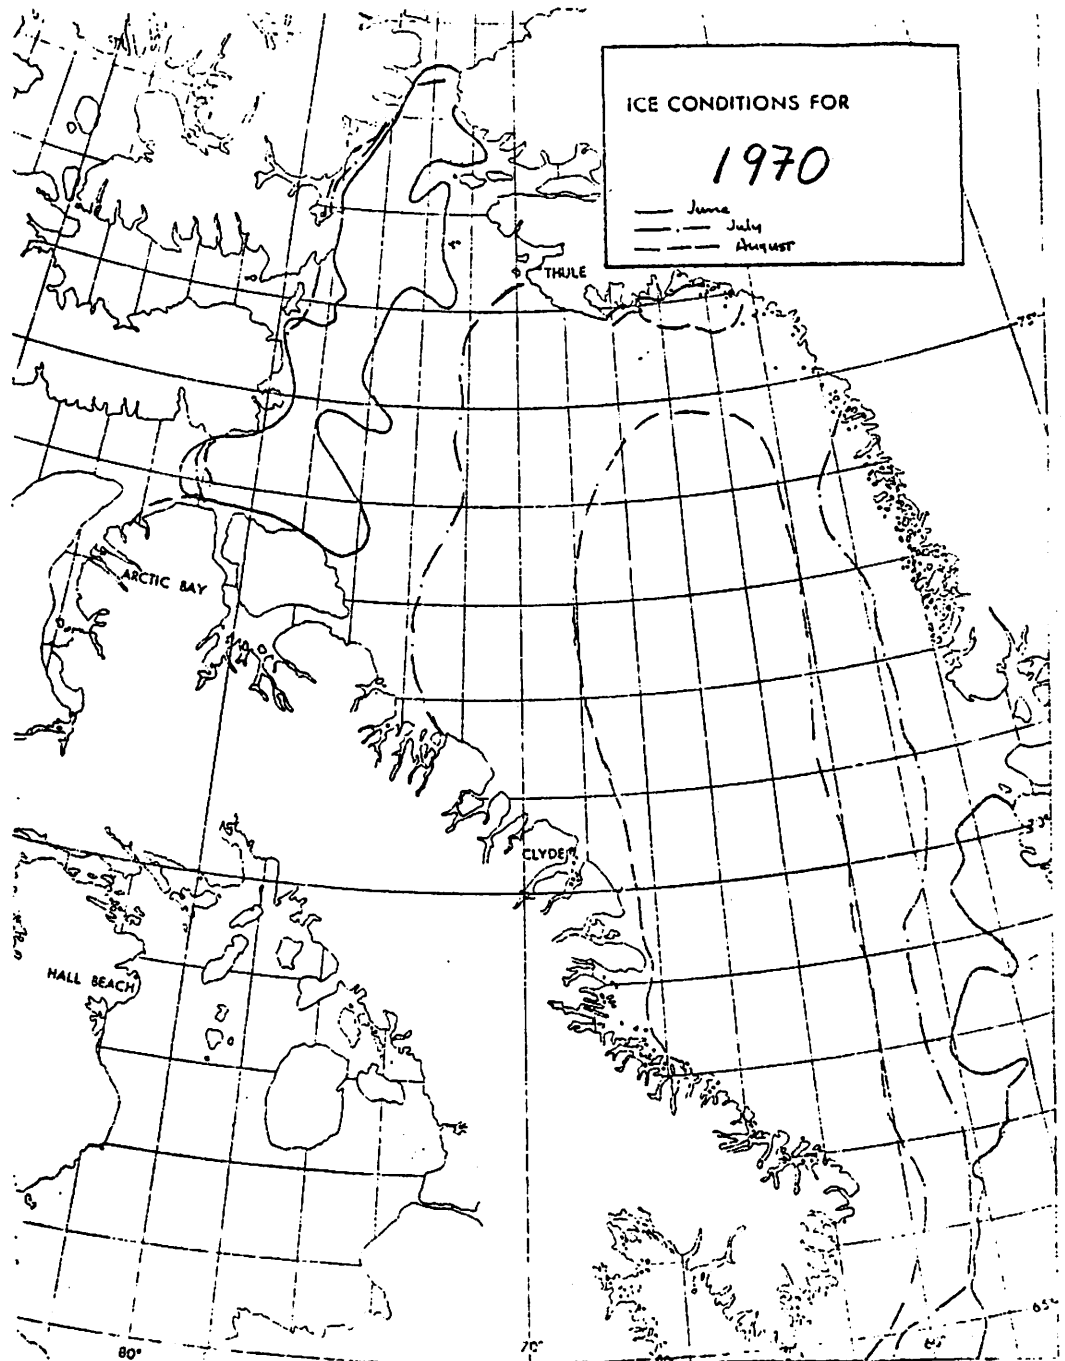 ICE CONDITIONS FOR
1970
June
July
August
THULE
75°
ARCTIC BAY
CLYDE
HALL BEACH
80°
70°
65°